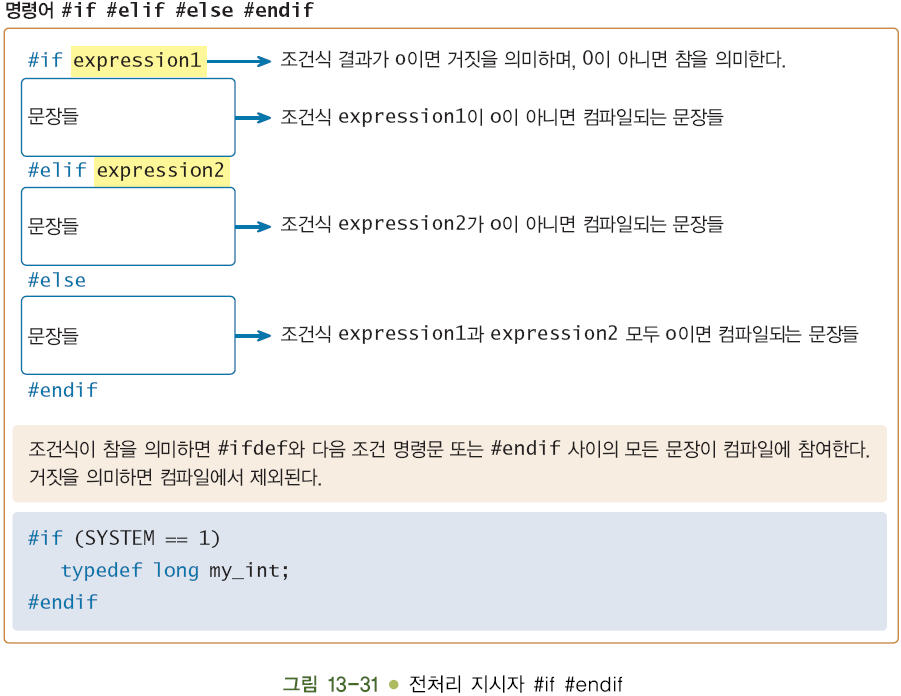 명령어 #if #elif #else #endif
#if expression1 조건식 결과가 o이면 거짓을 의미하며, 0이 아니면 참을 의미한다.
문장들 조건식 expression1이 o이 아니면 컴파일되는 문장들
#elif expression2
문장들 조건식 expression2가 o이 아니면 컴파일되는 문장들
#else
문장들 조건식 expression1과 expression2 모두 o이면 컴파일되는 문장들
#endif
조건식이 참을 의미하면 #ifdef와 다음 조건 명령문 또는 #endif 사이의 모든 문장이 컴파일에 참여한다.
거짓을 의미하면 컴파일에서 제외된다.
#if (SYSTEM == 1)
typedef long my_int;
#endif
그림 13-31 ● 전처리 지시자 #if #endif